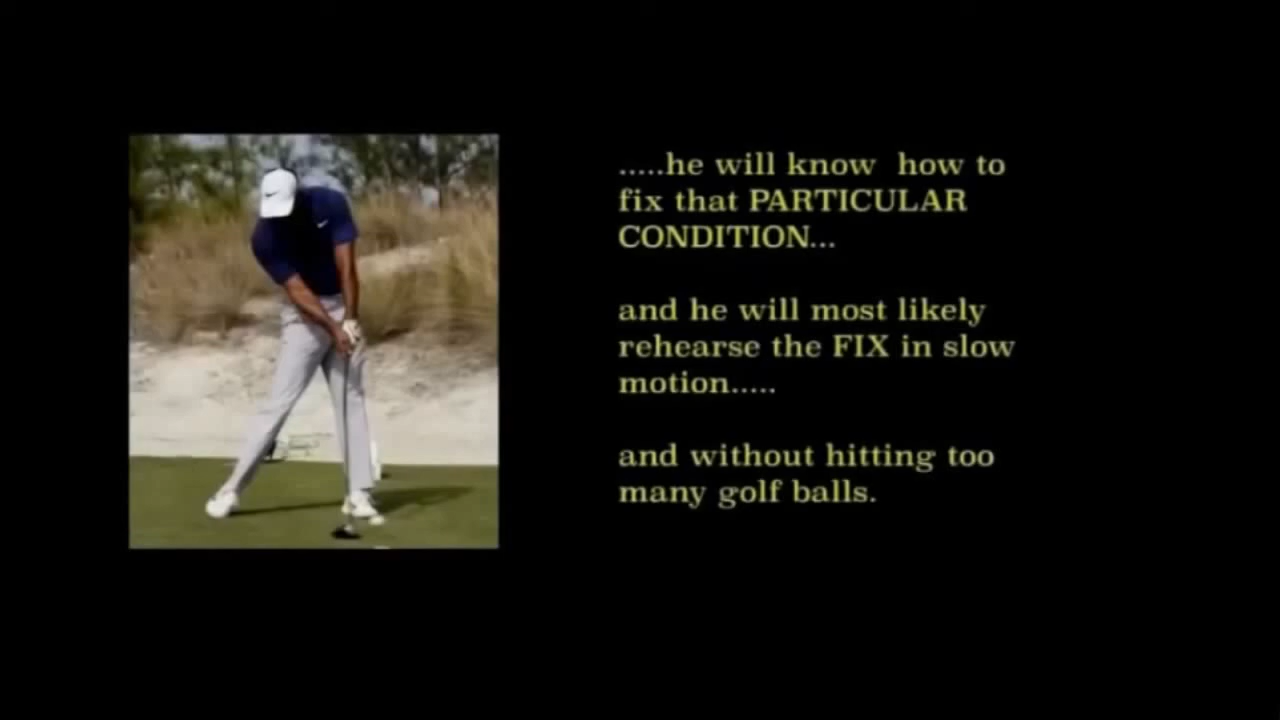 .....he will know how to
fix that PARTICULAR
CONDITION...
and he will most likely
rehearse the FIX in slow
motion.....
and without hitting too
many golf balls.